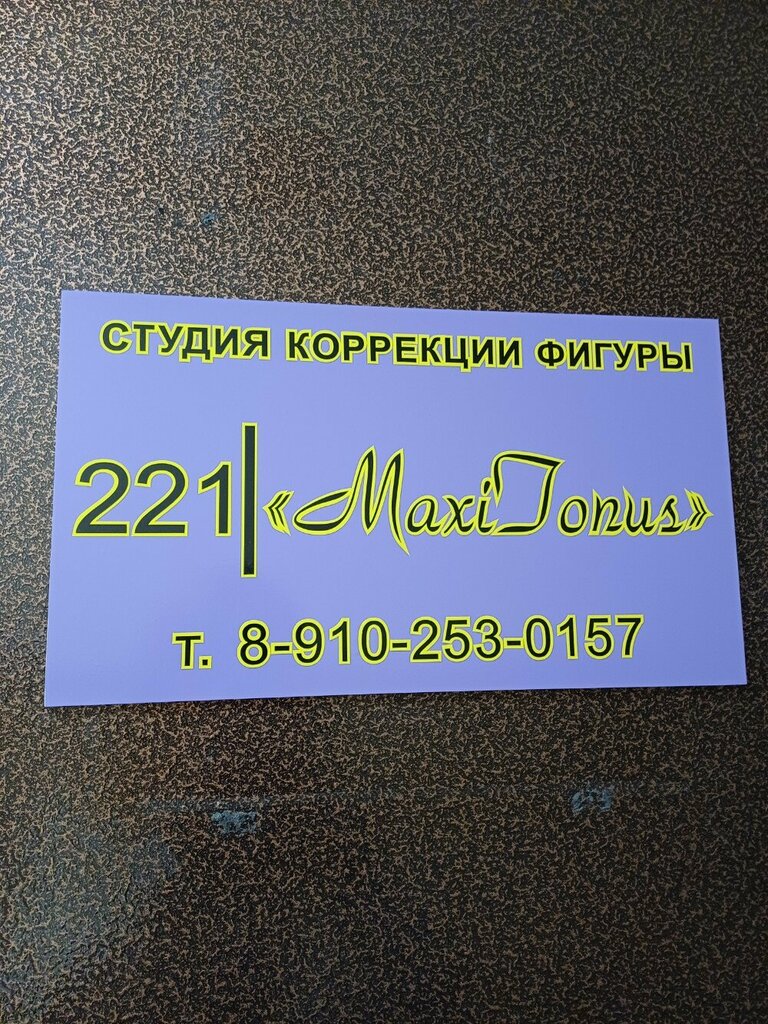 СТУДИЯ КОРРЕКЦИИ ФИГУРЫ
221 «MaxiTonus»
т. 8-910-253-0157